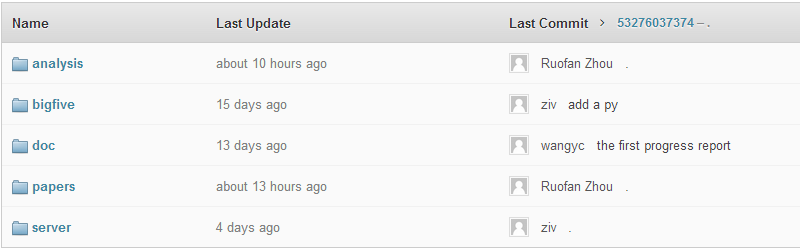 Name Last Update Last Commit > 53276037374 – .
analysis about 10 hours ago Ruofan Zhou .
bigfive 15 days ago ziv add a py
doc 13 days ago wangyc the first progress report
papers about 13 hours ago Ruofan Zhou .
server 4 days ago ziv .